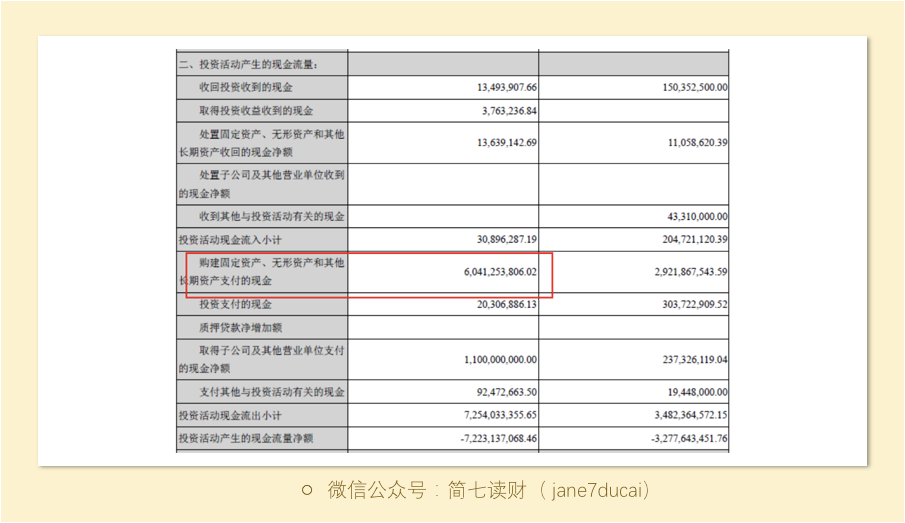 二、投资活动产生的现金流量：
收回投资收到的现金 13,493,907.66 150,352,500.00
取得投资收益收到的现金 3,763,236.84
处置固定资产、无形资产和其他
长期资产收回的现金净额 13,639,142.69 11,058,620.39
处置子公司及其他营业单位收到
的现金净额
收到其他与投资活动有关的现金 43,310,000.00
投资活动现金流入小计 30,896,287.19 204,721,120.39
购建固定资产、无形资产和其他
长期资产支付的现金 6,041,253,806.02 2,921,867,543.59
投资支付的现金 20,306,886.13 303,722,909.52
质押贷款净增加额
取得子公司及其他营业单位支付
的现金净额 1,100,000,000.00 237,326,119.04
支付其他与投资活动有关的现金 92,472,663.50 19,448,000.00
投资活动现金流出小计 7,254,033,355.65 3,482,364,572.15
投资活动产生的现金流量净额 -7,223,137,068.46 -3,277,643,451.76
微信公众号：简七读财（jane7ducai）